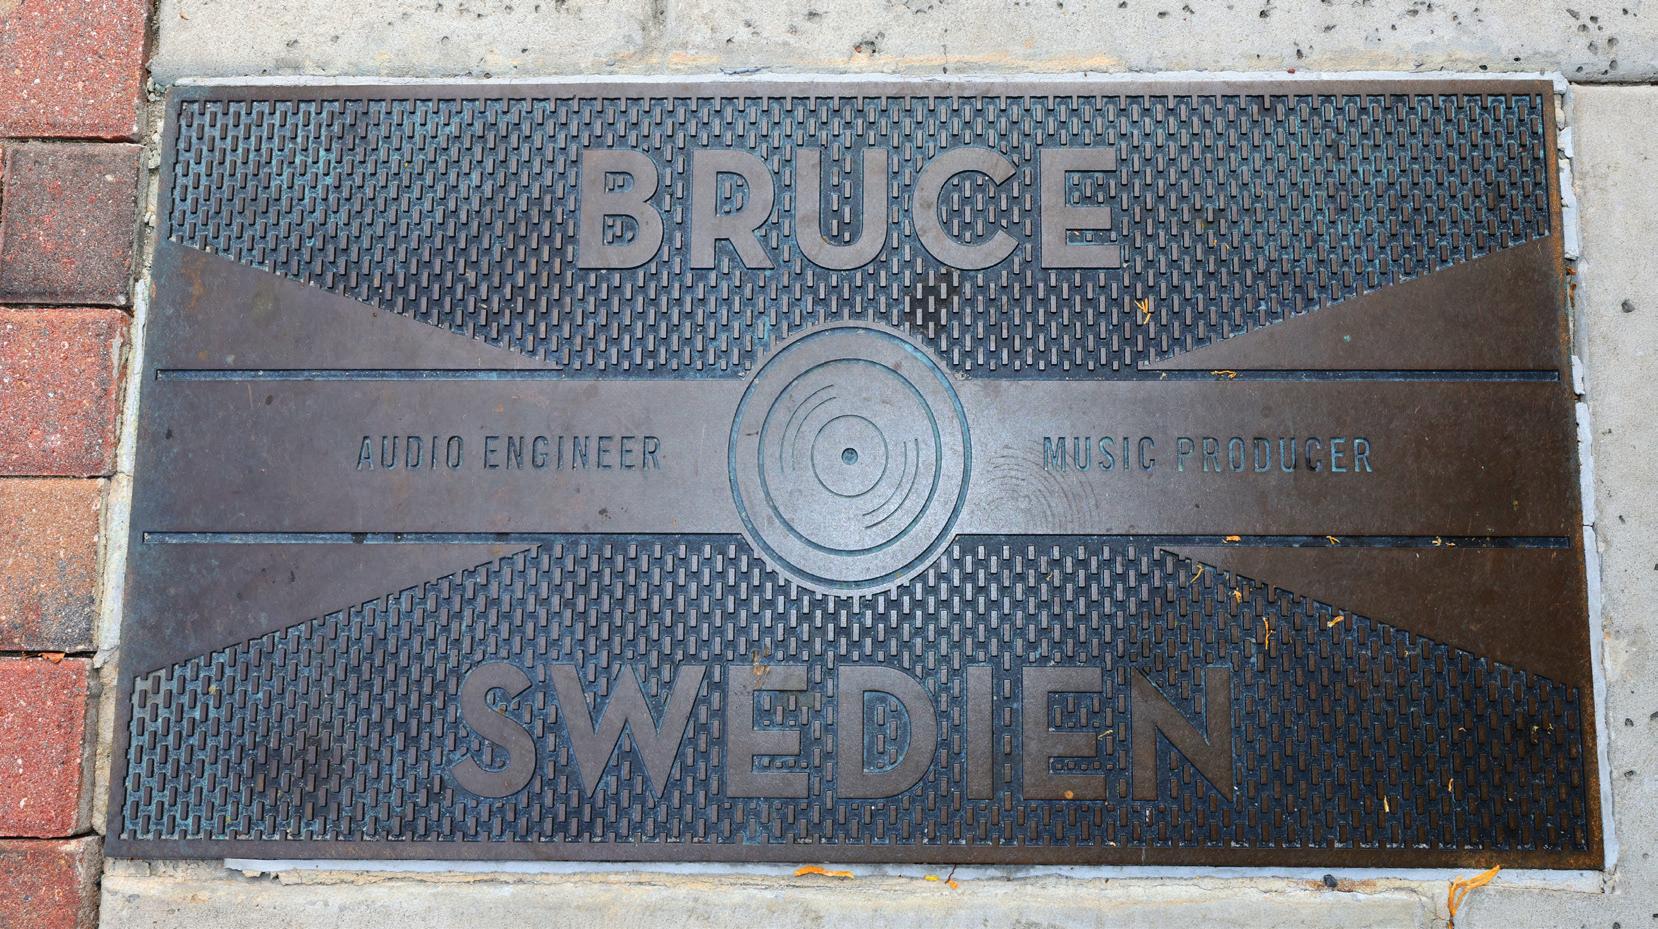 BRUCE
AUDIO ENGINEER
MUSIC PRODUCER
SWEDIEN